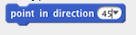 point in direction 45